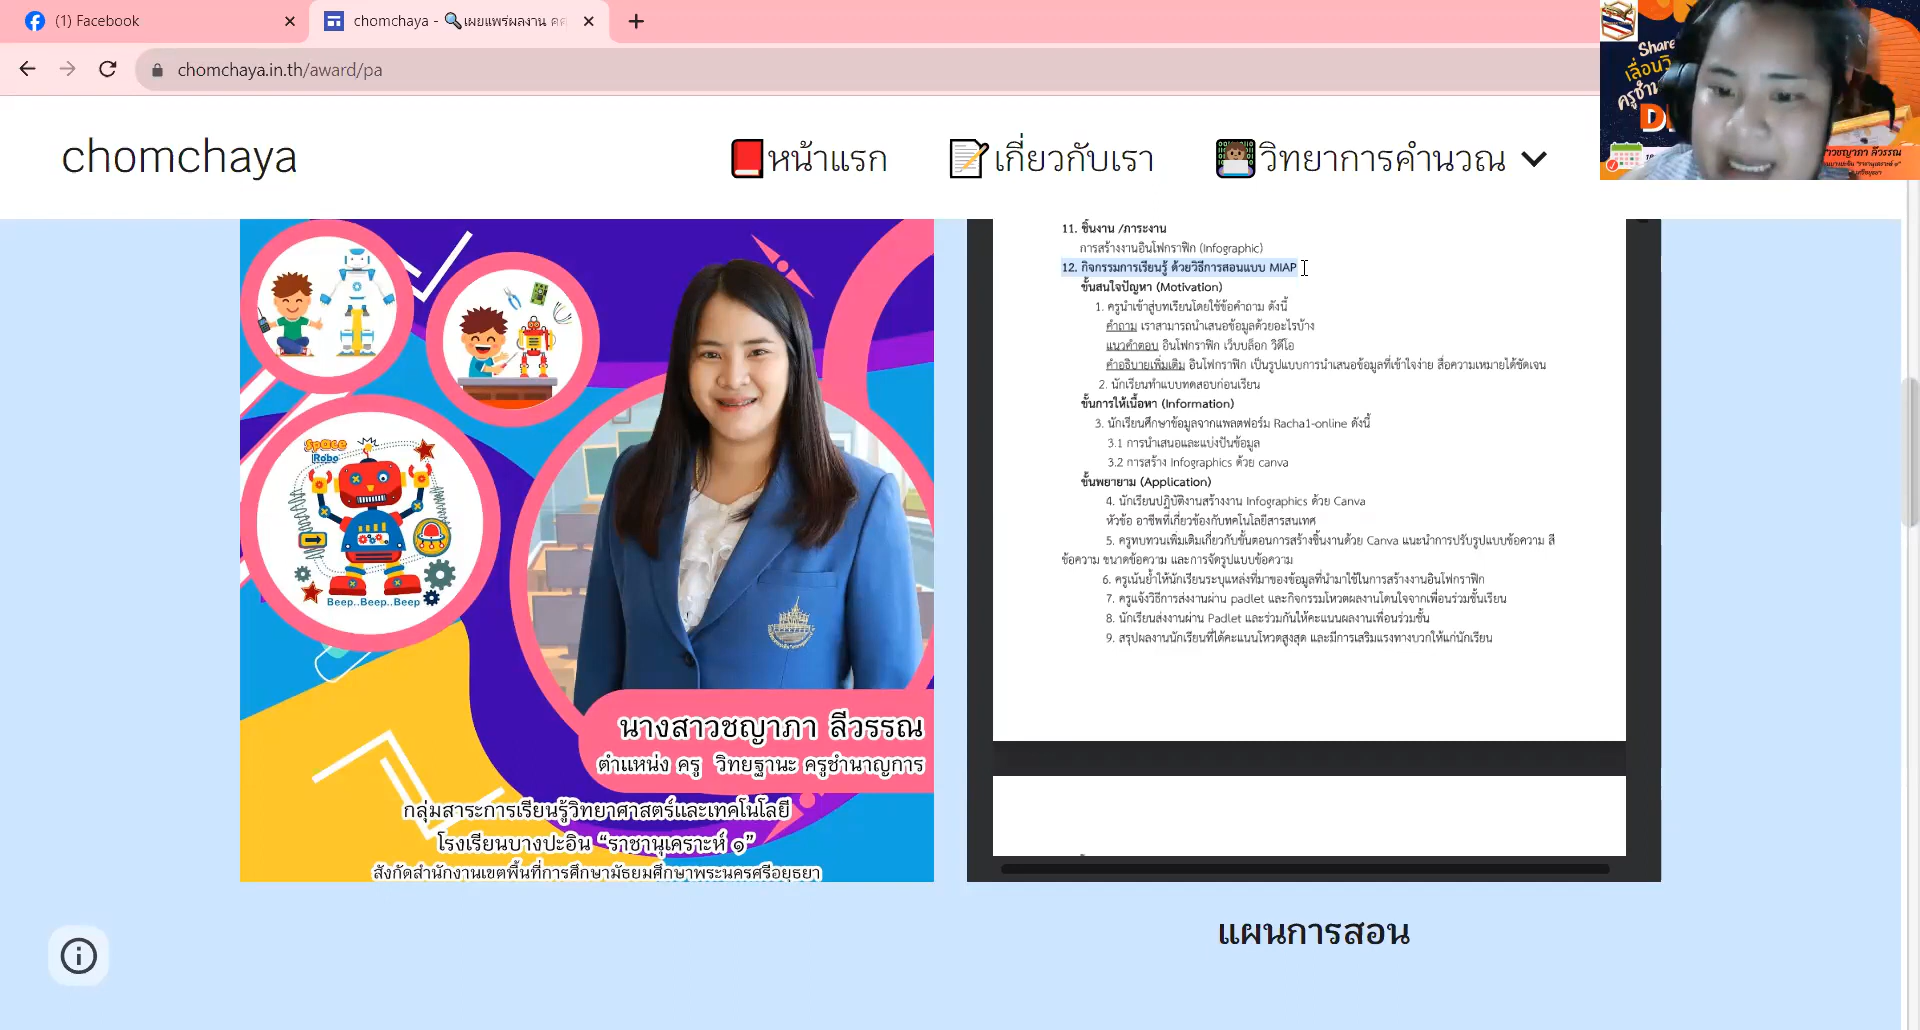 (1) Facebook
chomchaya - 🔍เผยแพร่ผลงาน คศ
chomchaya.in.th/award/pa
Share
เลื่อนวิ
chomchaya
หน้าแรก
เกี่ยวกับเรา
วิทยาการคำนวณ
Space
Robo
Beep..Beep..Beep
นางสาวชญาภา ลีวรรณ
ตำแหน่ง ครู วิทยฐานะ ครูชำนาญการ
กลุ่มสาระการเรียนรู้วิทยาศาสตร์และเทคโนโลยี
โรงเรียนบางปะอิน “ราชานุเคราะห์ ๑”
สังกัดสำนักงานเขตพื้นที่การศึกษามัธยมศึกษาพระนครศรีอยุธยา
11. ชิ้นงาน /ภาระงาน
การสร้างงานอินโฟกราฟิก (Infographic)
12. กิจกรรมการเรียนรู้ ด้วยวิธีการสอนแบบ MIAP
ขั้นสนใจปัญหา (Motivation)
1. ครูนำเข้าสู่บทเรียนโดยใช้ข้อคำถาม ดังนี้
คำถาม เราสามารถนำเสนอข้อมูลด้วยอะไรบ้าง
แนวคำตอบ อินโฟกราฟิก เว็บบล็อก วิดีโอ
คำอธิบายเพิ่มเติม อินโฟกราฟิก เป็นรูปแบบการนำเสนอข้อมูลที่เข้าใจง่าย สื่อความหมายได้ชัดเจน
2. นักเรียนทำแบบทดสอบก่อนเรียน
ขั้นการให้เนื้อหา (Information)
3. นักเรียนศึกษาข้อมูลจากแพลตฟอร์ม Racha1-online ดังนี้
3.1 การนำเสนอและแบ่งปันข้อมูล
3.2 การสร้าง Infographics ด้วย canva
ขั้นพยายาม (Application)
4. นักเรียนปฏิบัติงานสร้างงาน Infographics ด้วย Canva
หัวข้อ อาชีพที่เกี่ยวข้องกับเทคโนโลยีสารสนเทศ
5. ครูทบทวนเพิ่มเติมเกี่ยวกับขั้นตอนการสร้างชิ้นงานด้วย Canva แนะนำการปรับรูปแบบข้อความ สี
ข้อความ ขนาดข้อความ และการจัดรูปแบบข้อความ
6. ครูเน้นย้ำให้นักเรียนระบุแหล่งที่มาของข้อมูลที่นำมาใช้ในการสร้างงานอินโฟกราฟิก
7. ครูแจ้งวิธีการส่งงานผ่าน padlet และกิจกรรมโหวตผลงานโดนใจจากเพื่อนร่วมชั้นเรียน
8. นักเรียนส่งงานผ่าน Padlet และร่วมกันให้คะแนนผลงานเพื่อนร่วมชั้น
9. สรุปผลงานนักเรียนที่ได้คะแนนโหวตสูงสุด และมีการเสริมแรงทางบวกให้แก่นักเรียน
แผนการสอน